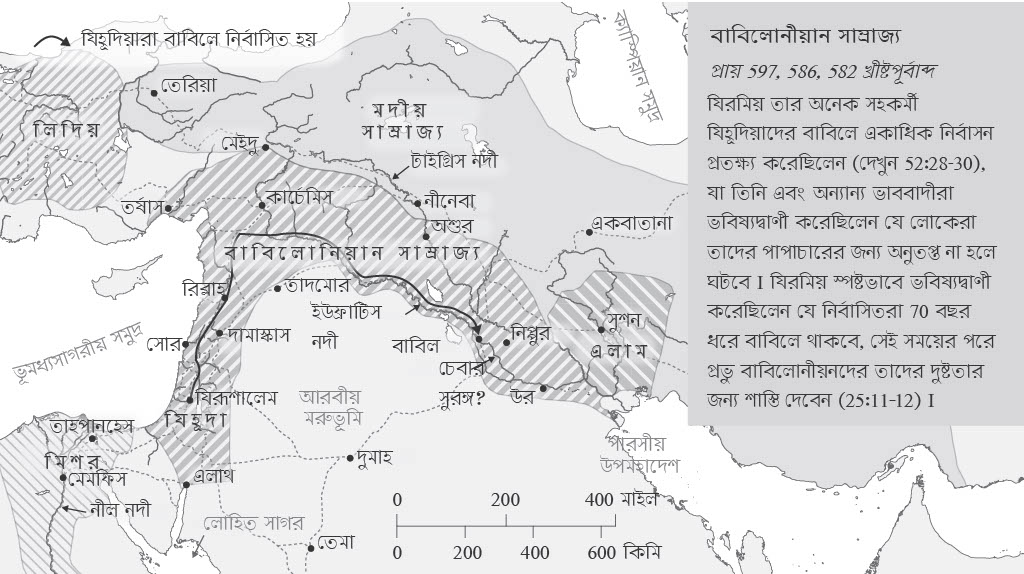 যিহূদিয়ারা বাবিলে নির্বাসিত হয়
ক্যাস্পিয়ান সমুদ্র
তেরিয়া
লিদিয়
মদীয়
সাম্রাজ্য
মেইদু
টাইগ্রিস নদী
তর্ষাস
কার্চেমিস
নীনেবা
অশুর
একবাতানা
বাবিলোনিয়ান সাম্রাজ্য
রিব্লাহ
তাদমোর
ইউফ্রাটিস
নদী
ভূমধ্যসাগরীয় সমুদ্র
সোর
দামাস্কাস
বাবিল
নিপ্পুর
সুশন
এলাম
চেবার
সুরঙ্গ?
উর
যিরূশালেম
যিহূদা
আরবীয়
মরুভূমি
তাহপানহেস
মিশর
মেমফিস
এলাথ
দুমাহ
পারসীয়
উপমহাদেশ
নীল নদী
লোহিত সাগর
তেমা
0 200 400 মাইল
0 200 400 600 কিমি
বাবিলোনীয়ান সাম্রাজ্য
প্রায় 597, 586, 582 খ্রীষ্টপূর্বাব্দ
যিরমিয় তার অনেক সহকর্মী
যিহূদিয়াদের বাবিলে একাধিক নির্বাসন
প্রতক্ষ্য করেছিলেন (দেখুন 52:28-30),
যা তিনি এবং অন্যান্য ভাববাদীরা
ভবিষ্যদ্বাণী করেছিলেন যে লোকেরা
তাদের পাপাচারের জন্য অনুতপ্ত না হলে
ঘটবে I যিরমিয় স্পষ্টভাবে ভবিষ্যদ্বাণী
করেছিলেন যে নির্বাসিতরা 70 বছর
ধরে বাবিলে থাকবে, সেই সময়ের পরে
প্রভু বাবিলোনীয়নদের তাদের দুষ্টতার
জন্য শাস্তি দেবেন (25:11-12) I